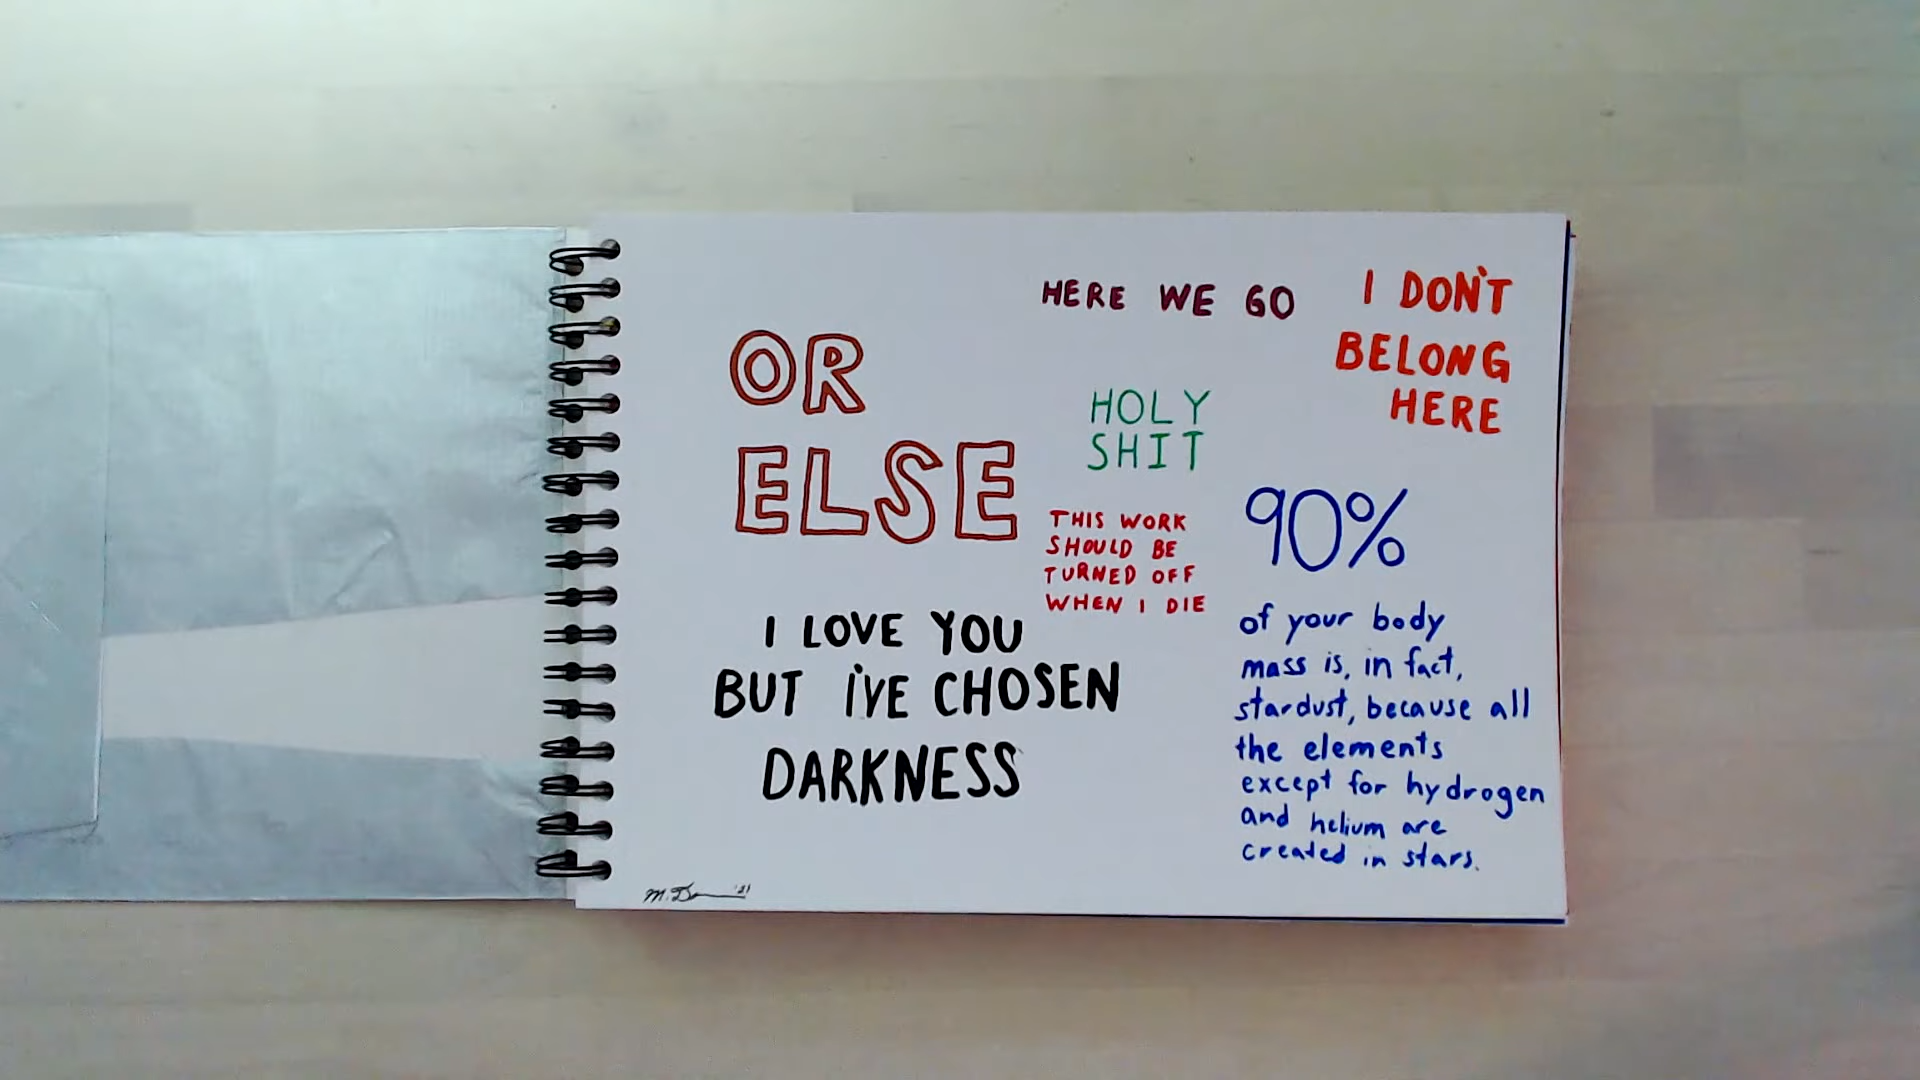 HERE WE GO
I DON'T
BELONG
HERE
OR
ELSE
HOLY
SHIT
THIS WORK
SHOULD BE
TURNED OFF
WHEN I DIE
90%
of your body
mass is, in fact,
stardust, because all
the elements
except for hydrogen
and helium are
created in stars.
I LOVE YOU
BUT I'VE CHOSEN
DARKNESS
'21